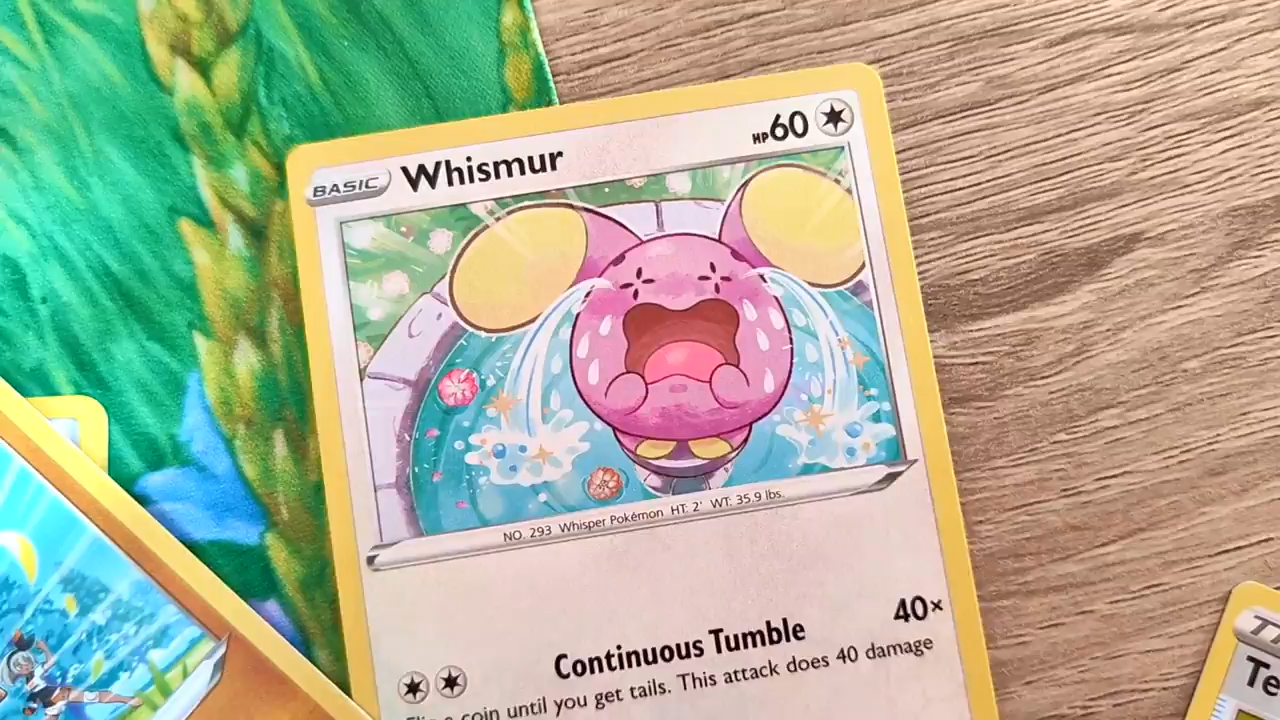 BASIC Whismur HP60
NO. 293 Whisper Pokémon HT: 2' WT: 35.9 lbs.
Continuous Tumble 40×
Flip a coin until you get tails. This attack does 40 damage
Te